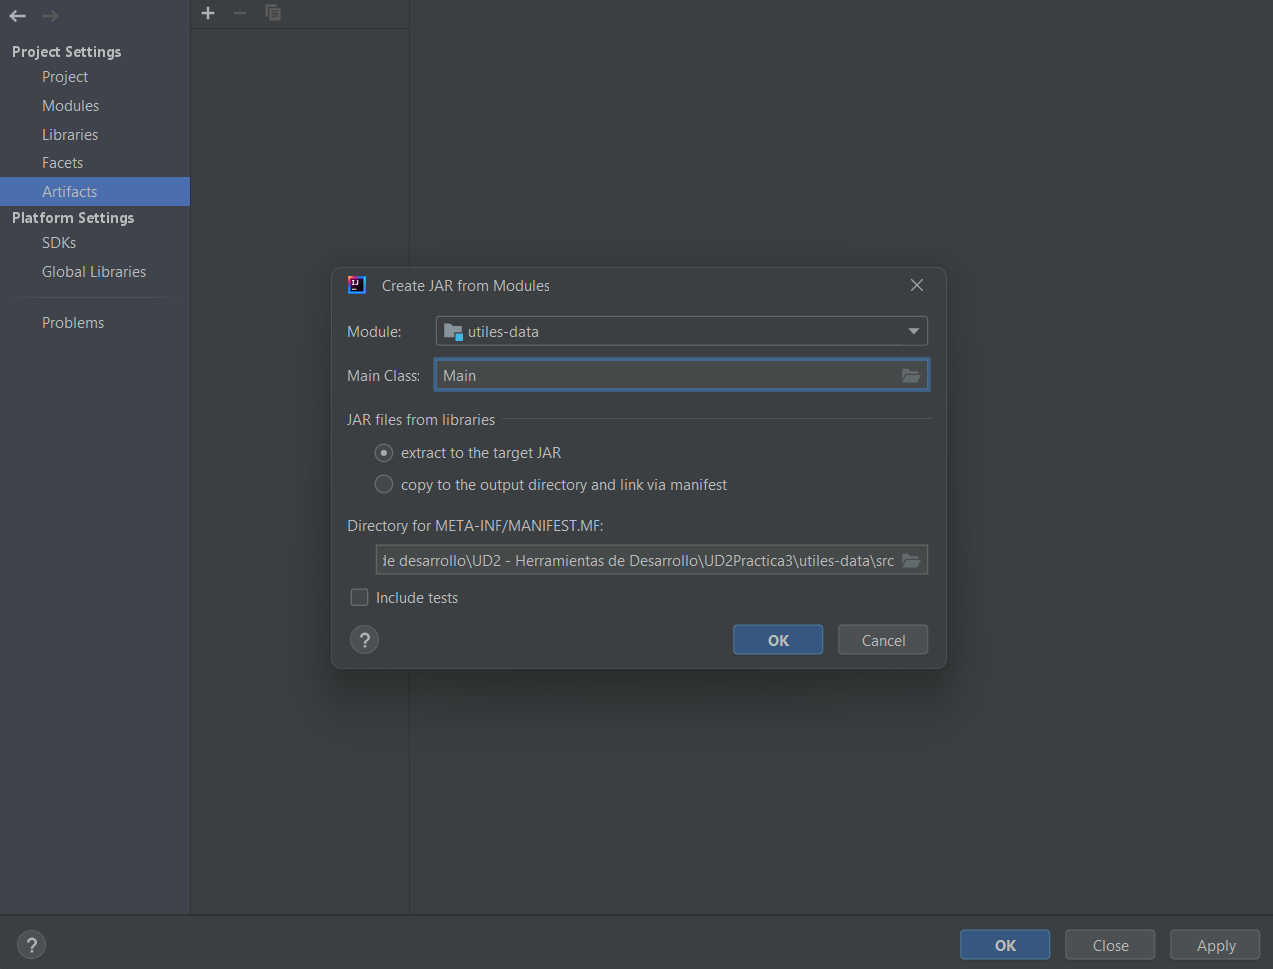 Project Settings
Project
Modules
Libraries
Facets
Artifacts
Platform Settings
SDKs
Global Libraries
Problems
IJ
Create JAR from Modules
Module:
utiles-data
Main Class:
Main
JAR files from libraries
extract to the target JAR
copy to the output directory and link via manifest
Directory for META-INF/MANIFEST.MF:
de desarrollo\UD2 - Herramientas de Desarrollo\UD2Practica3\utiles-data\src
Include tests
?
OK
Cancel
?
OK
Close
Apply